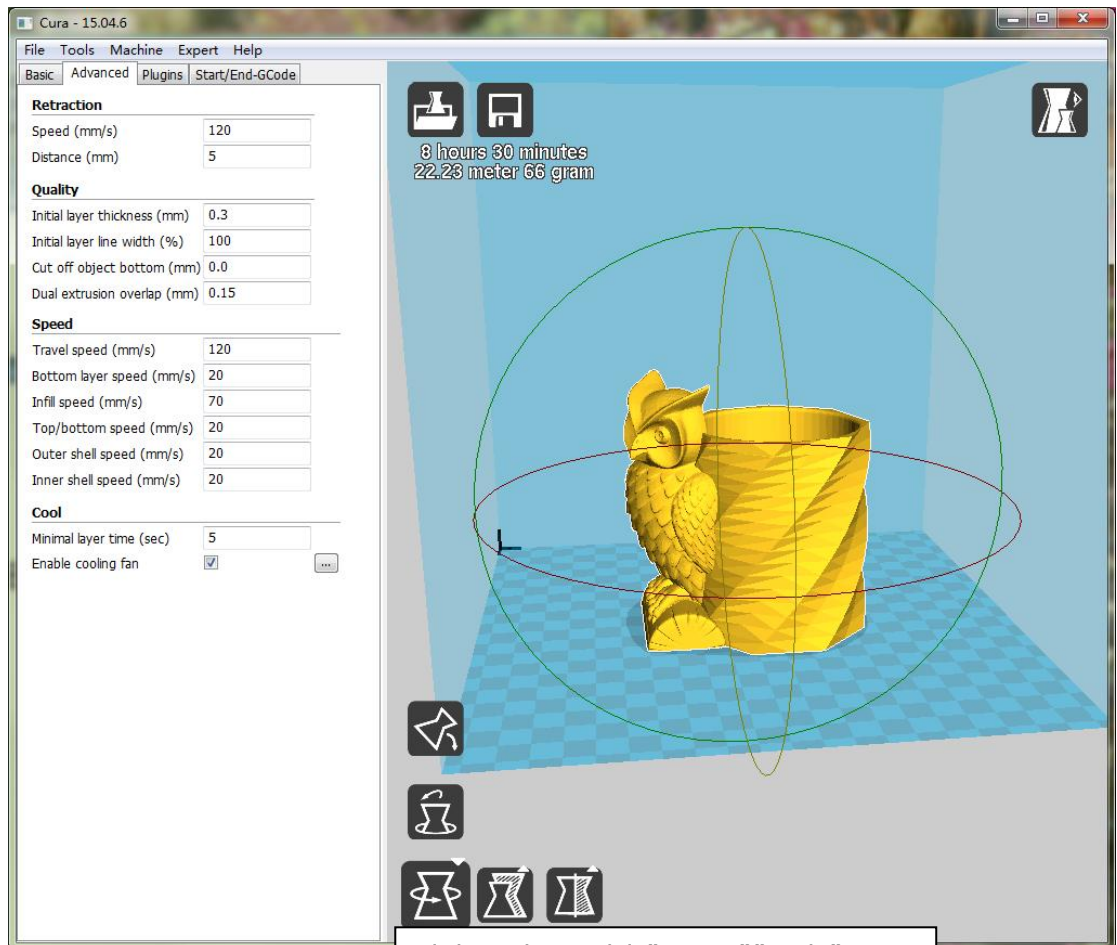 Cura - 15.04.6
File Tools Machine Expert Help
Basic Advanced Plugins Start/End-GCode
Retraction
Speed (mm/s) 120
Distance (mm) 5
Quality
Initial layer thickness (mm) 0.3
Initial layer line width (%) 100
Cut off object bottom (mm) 0.0
Dual extrusion overlap (mm) 0.15
Speed
Travel speed (mm/s) 120
Bottom layer speed (mm/s) 20
Infill speed (mm/s) 70
Top/bottom speed (mm/s) 20
Outer shell speed (mm/s) 20
Inner shell speed (mm/s) 20
Cool
Minimal layer time (sec) 5
Enable cooling fan
...
8 hours 30 minutes
22.23 meter 66 gram